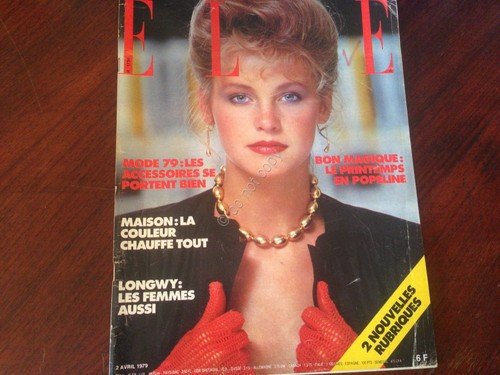 ELLE
MODE 79: LES
ACCESSOIRES SE
PORTENT BIEN
BON MAGIQUE:
LE PRINTEMPS
EN POPELINE
MAISON: LA
COULEUR
CHAUFFE TOUT
LONGWY:
LES FEMMES
AUSSI
2 NOUVELLES
RUBRIQUES
AVRIL 1979
6 F